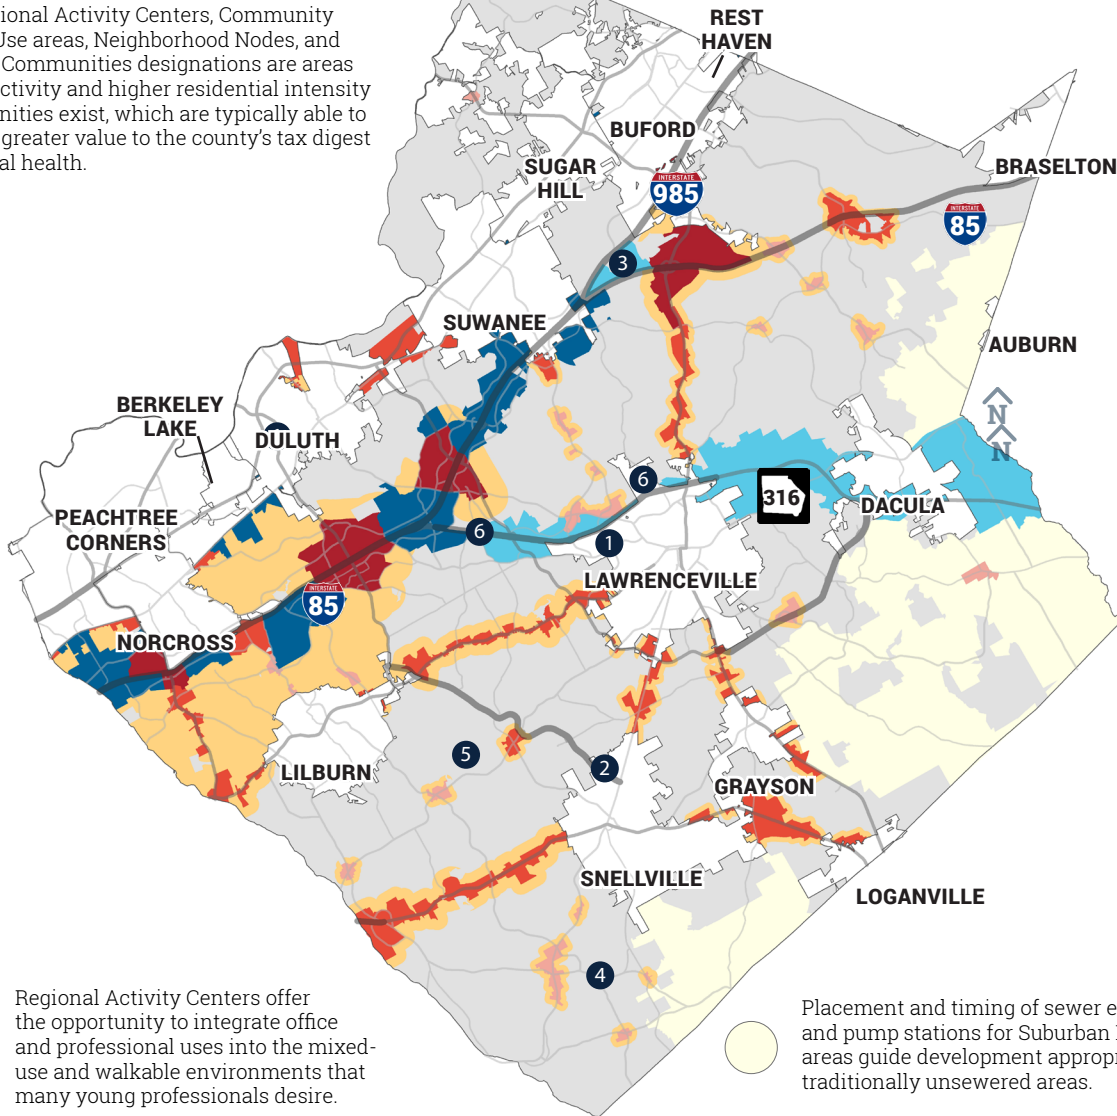 ional Activity Centers, Community
Use areas, Neighborhood Nodes, and
Communities designations are areas
ctivity and higher residential intensity
nities exist, which are typically able to
greater value to the county's tax digest
al health.
REST
HAVEN
BUFORD
SUGAR
HILL
INTERSTATE
985
BRASELTON
INTERSTATE
85
3
SUWANEE
AUBURN
N
N
BERKELEY
LAKE
DULUTH
6
316
DACULA
PEACHTREE
CORNERS
6
1
LAWRENCEVILLE
INTERSTATE
85
NORCROSS
5
2
LILBURN
GRAYSON
SNELLVILLE
LOGANVILLE
4
Regional Activity Centers offer
the opportunity to integrate office
and professional uses into the mixed-
use and walkable environments that
many young professionals desire.
Placement and timing of sewer e
and pump stations for Suburban
areas guide development approp
traditionally unsewered areas.